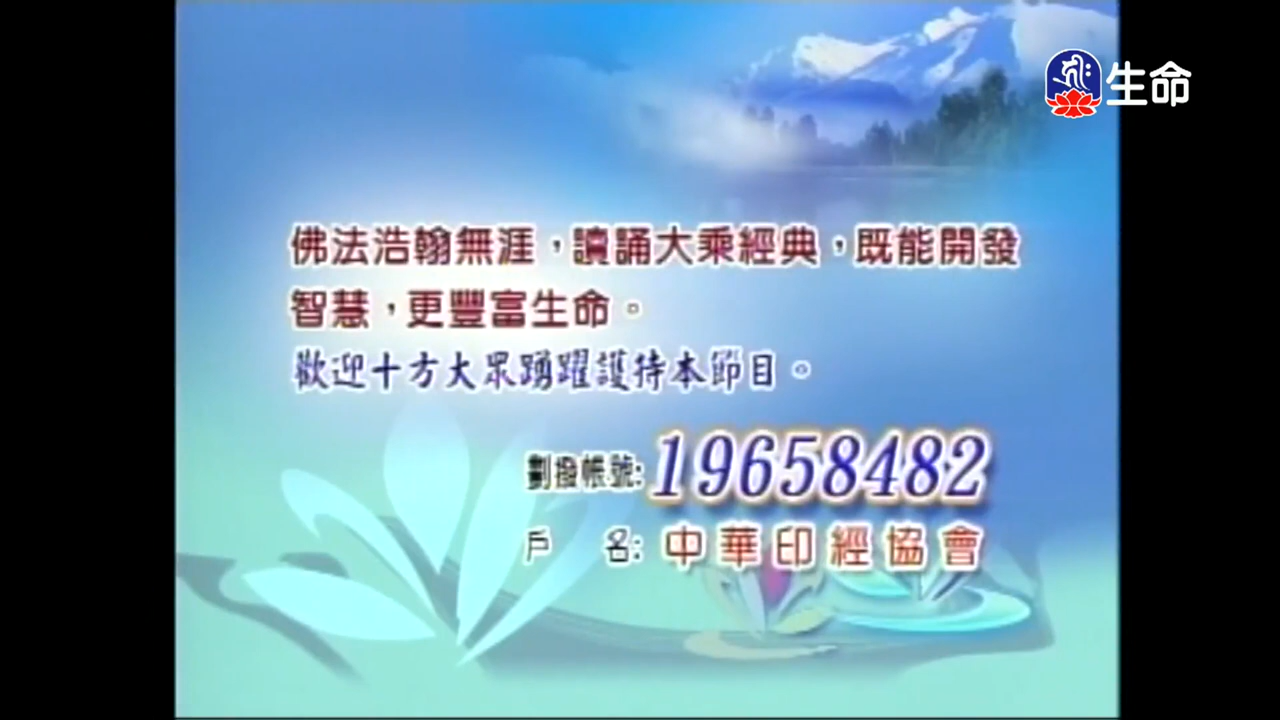 生命
佛法浩翰無涯，讀誦大乘經典，既能開發
智慧，更豐富生命。
歡迎十方大眾踴躍護持本節目。
劃撥帳號:19658482
戶 名:中華印經協會